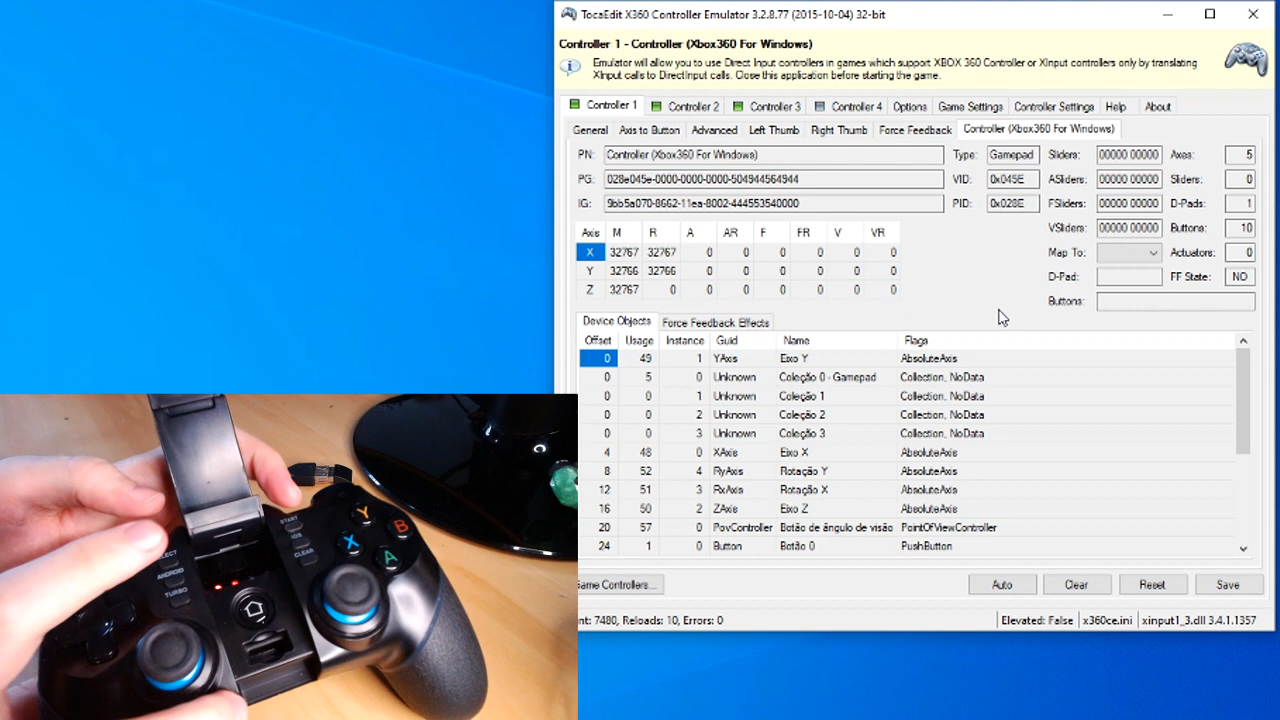 TocaEdit X360 Controller Emulator 3.2.8.77 (2015-10-04) 32-bit
Controller 1 - Controller (Xbox360 For Windows)
Emulator will allow you to use Direct Input controllers in games which support XBOX 360 Controller or XInput controllers only by translating
XInput calls to DirectInput calls. Close this application before starting the game.
Controller 1 Controller 2 Controller 3 Controller 4 Options Game Settings Controller Settings Help About
General Axis to Button Advanced Left Thumb Right Thumb Force Feedback Controller (Xbox360 For Windows)
PN: Controller (Xbox360 For Windows) Type: Gamepad Sliders: 00000 00000 Axes: 5
PG: 028e045e-0000-0000-0000-504944564944 VID: 0x045E ASliders: 00000 00000 Sliders: 0
IG: 9bb5a070-8662-11ea-8002-444553540000 PID: 0x028E FSliders: 00000 00000 D-Pads: 1
VSliders: 00000 00000 Buttons: 10
Axis M R A AR F FR V VR
X 32767 32767 0 0 0 0 0 0 Map To: Actuators: 0
Y 32766 32766 0 0 0 0 0 0 D-Pad: FF State: NO
Z 32767 0 0 0 0 0 0 0
Buttons:
Device Objects Force Feedback Effects
Offset Usage Instance Guid Name Flags
0 49 1 YAxis Eixo Y AbsoluteAxis
0 5 0 Unknown Coleção 0 - Gamepad Collection, NoData
0 0 1 Unknown Coleção 1 Collection, NoData
0 0 2 Unknown Coleção 2 Collection, NoData
0 0 3 Unknown Coleção 3 Collection, NoData
4 48 0 XAxis Eixo X AbsoluteAxis
8 52 4 RyAxis Rotação Y AbsoluteAxis
12 51 3 RxAxis Rotação X AbsoluteAxis
16 50 2 ZAxis Eixo Z AbsoluteAxis
20 57 0 PovController Botão de ângulo de visão PointOfViewController
24 1 0 Button Botão 0 PushButton
Game Controllers... Auto Clear Reset Save
nt: 7480, Reloads: 10, Errors: 0 Elevated: False x360ce.ini xinput1_3.dll 3.4.1.1357
START
IOS
CLEAR
Y
B
X
A
LECT
ANDROID
TURBO